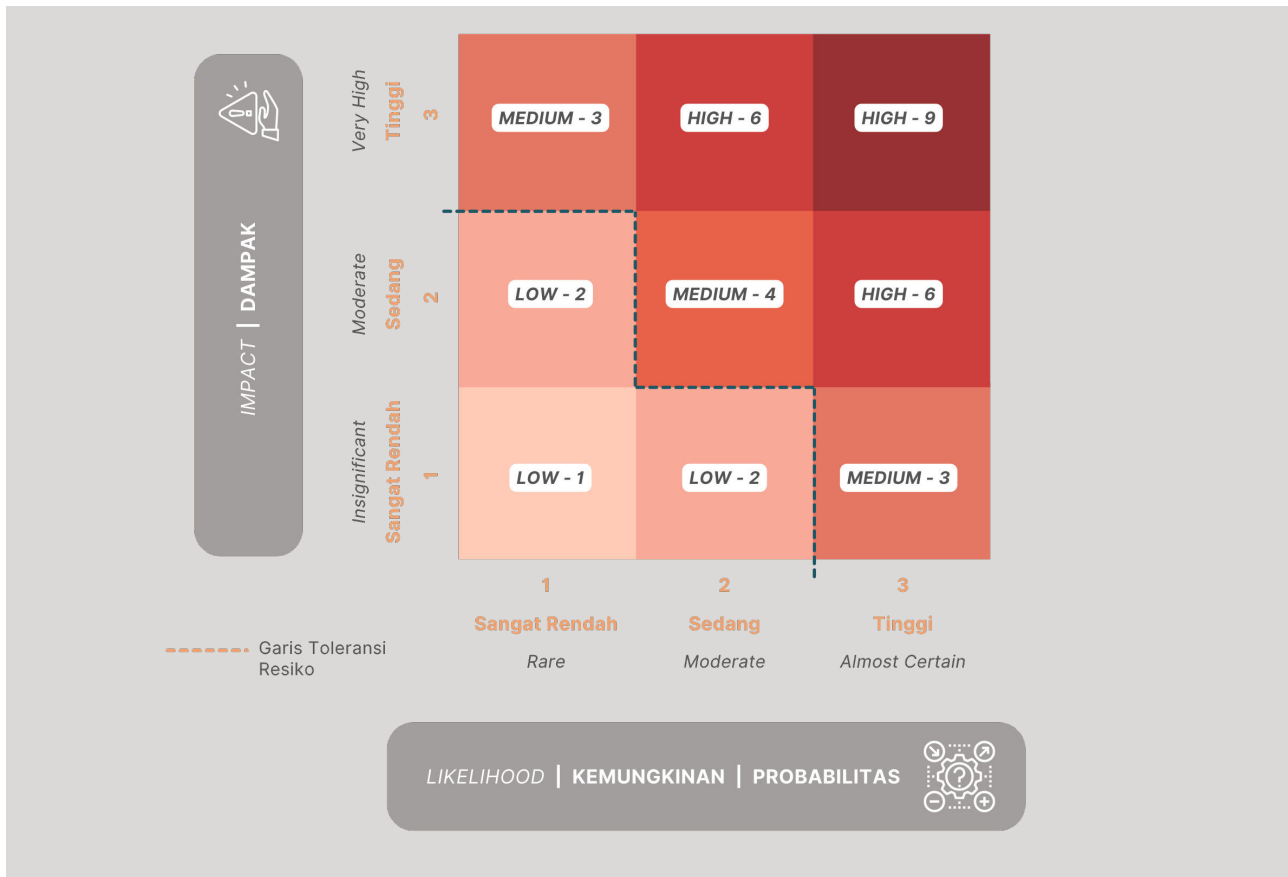 IMPACT | DAMPAK
Very High
Tinggi
3
MEDIUM - 3
HIGH - 6
HIGH - 9
Moderate
Sedang
2
LOW - 2
MEDIUM - 4
HIGH - 6
Insignificant
Sangat Rendah
1
LOW - 1
LOW - 2
MEDIUM - 3
1
2
3
Sangat Rendah
Sedang
Tinggi
Rare
Moderate
Almost Certain
Garis Toleransi
Resiko
LIKELIHOOD | KEMUNGKINAN | PROBABILITAS